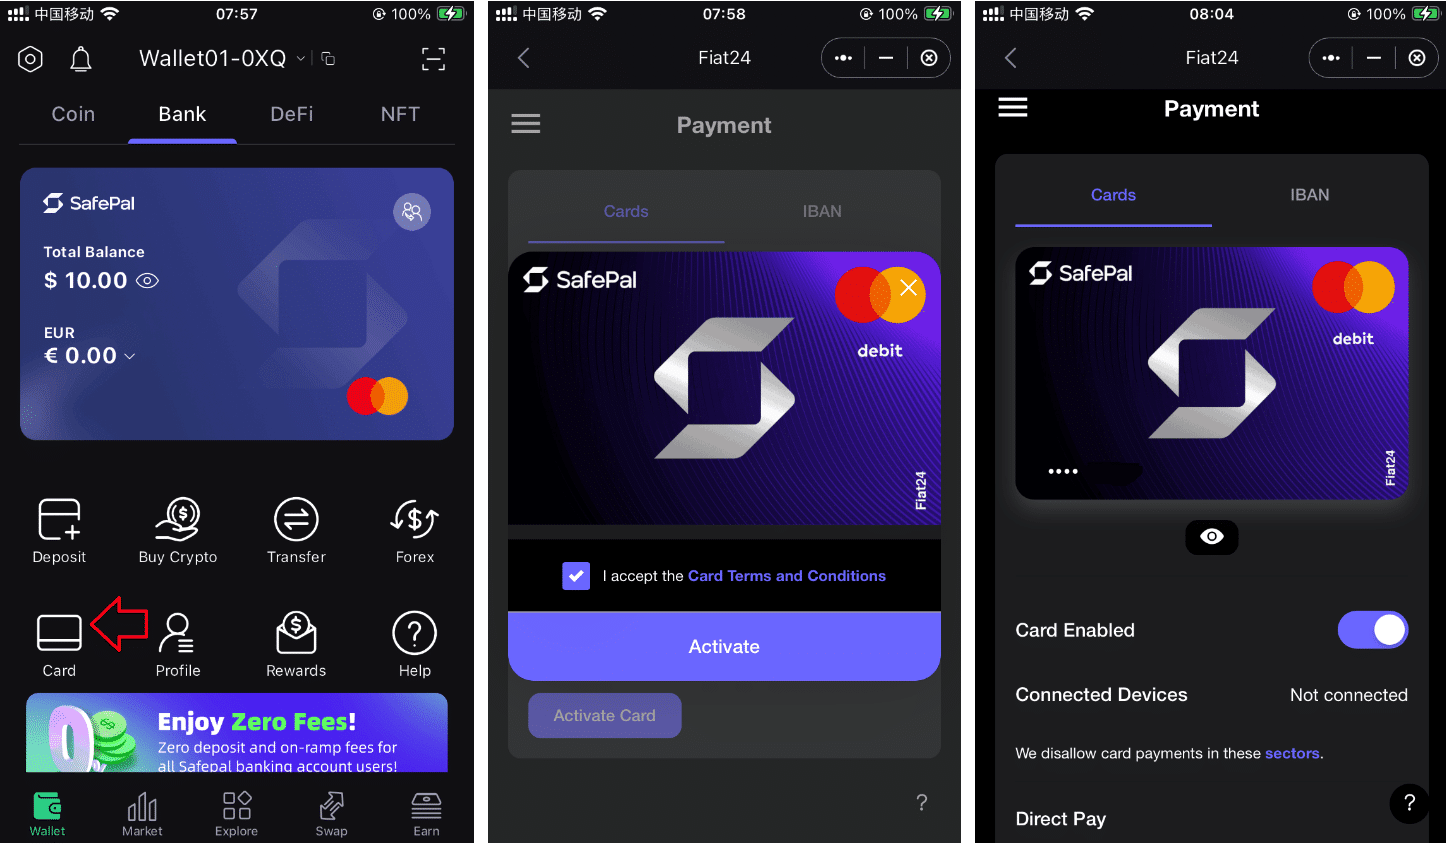 中国移动
07:57
100%
Wallet01-0XQ
Coin
Bank
DeFi
NFT
SafePal
Total Balance
$ 10.00
EUR
€ 0.00
Deposit
Buy Crypto
Transfer
Forex
Card
Profile
Rewards
Help
0%
Enjoy Zero Fees!
Zero deposit and on-ramp fees for
all Safepal banking account users!
Wallet
Market
Explore
Swap
Earn
中国移动
07:58
100%
Fiat24
Payment
Cards
IBAN
SafePal
debit
Fiat24
I accept the Card Terms and Conditions
Activate
Activate Card
?
中国移动
08:04
100%
Fiat24
Payment
Cards
IBAN
SafePal
debit
••••
Fiat24
Card Enabled
Connected Devices
Not connected
We disallow card payments in these sectors.
?
Direct Pay